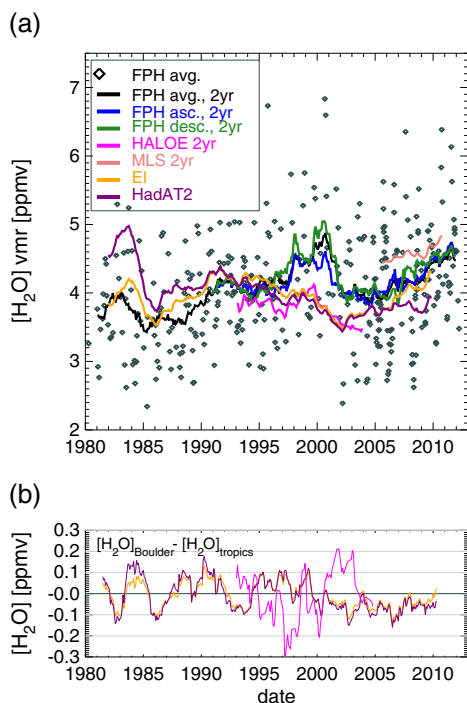 (a)
7
6
5
4
3
2
[H2O] vmr [ppmv]
FPH avg.
FPH avg., 2yr
FPH asc., 2yr
FPH desc., 2yr
HALOE 2yr
MLS 2yr
EI
HadAT2
1980 1985 1990 1995 2000 2005 2010
(b)
[H2O]Boulder- [H2O]tropics
0.3
0.2
0.1
-0.0
-0.1
-0.2
-0.3
[H2O] [ppmv]
1980 1985 1990 1995 2000 2005 2010
date